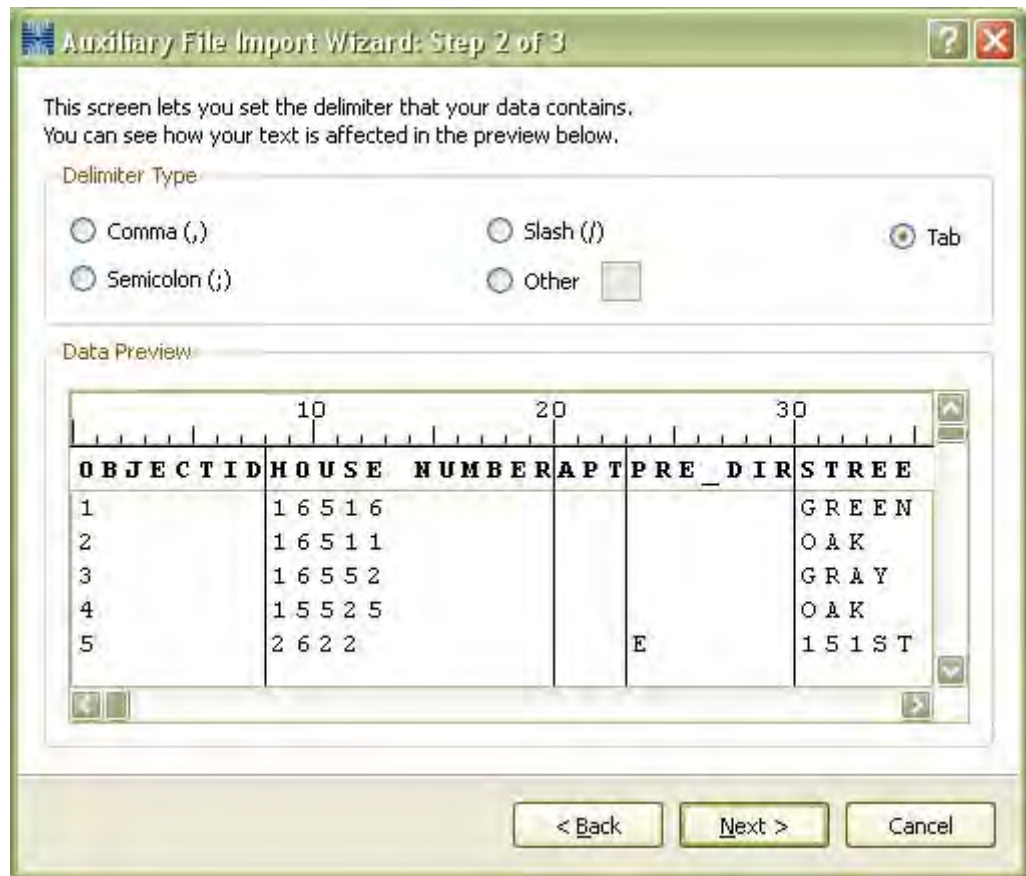 Auxiliary File Import Wizard: Step 2 of 3
This screen lets you set the delimiter that your data contains.
You can see how your text is affected in the preview below.
Delimiter Type
Comma (,) Slash (/) Tab
Semicolon (;) Other
Data Preview
10 20 30
OBJECTID HOUSE NUMBER APT PRE_DIR STREE
1 16516 GREEN
2 16511 OAK
3 16552 GRAY
4 15525 OAK
5 2622 E 151ST
< Back Next > Cancel